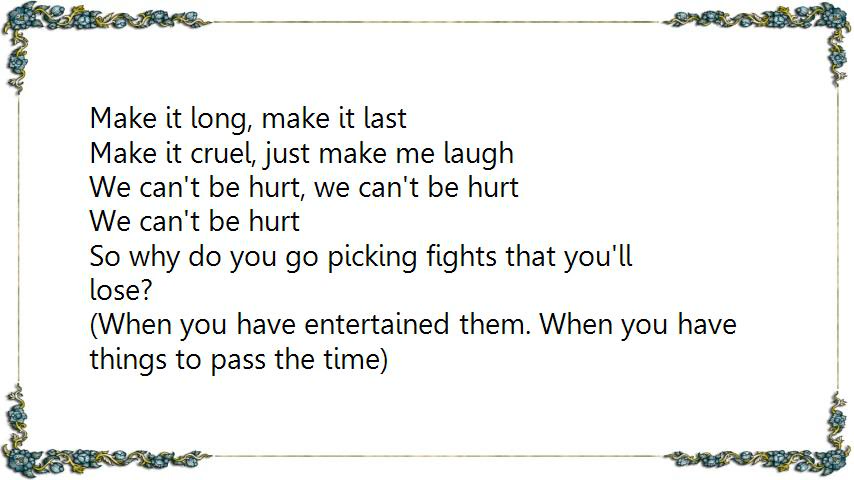 Make it long, make it last
Make it cruel, just make me laugh
We can't be hurt, we can't be hurt
We can't be hurt
So why do you go picking fights that you'll
lose?
(When you have entertained them. When you have
things to pass the time)